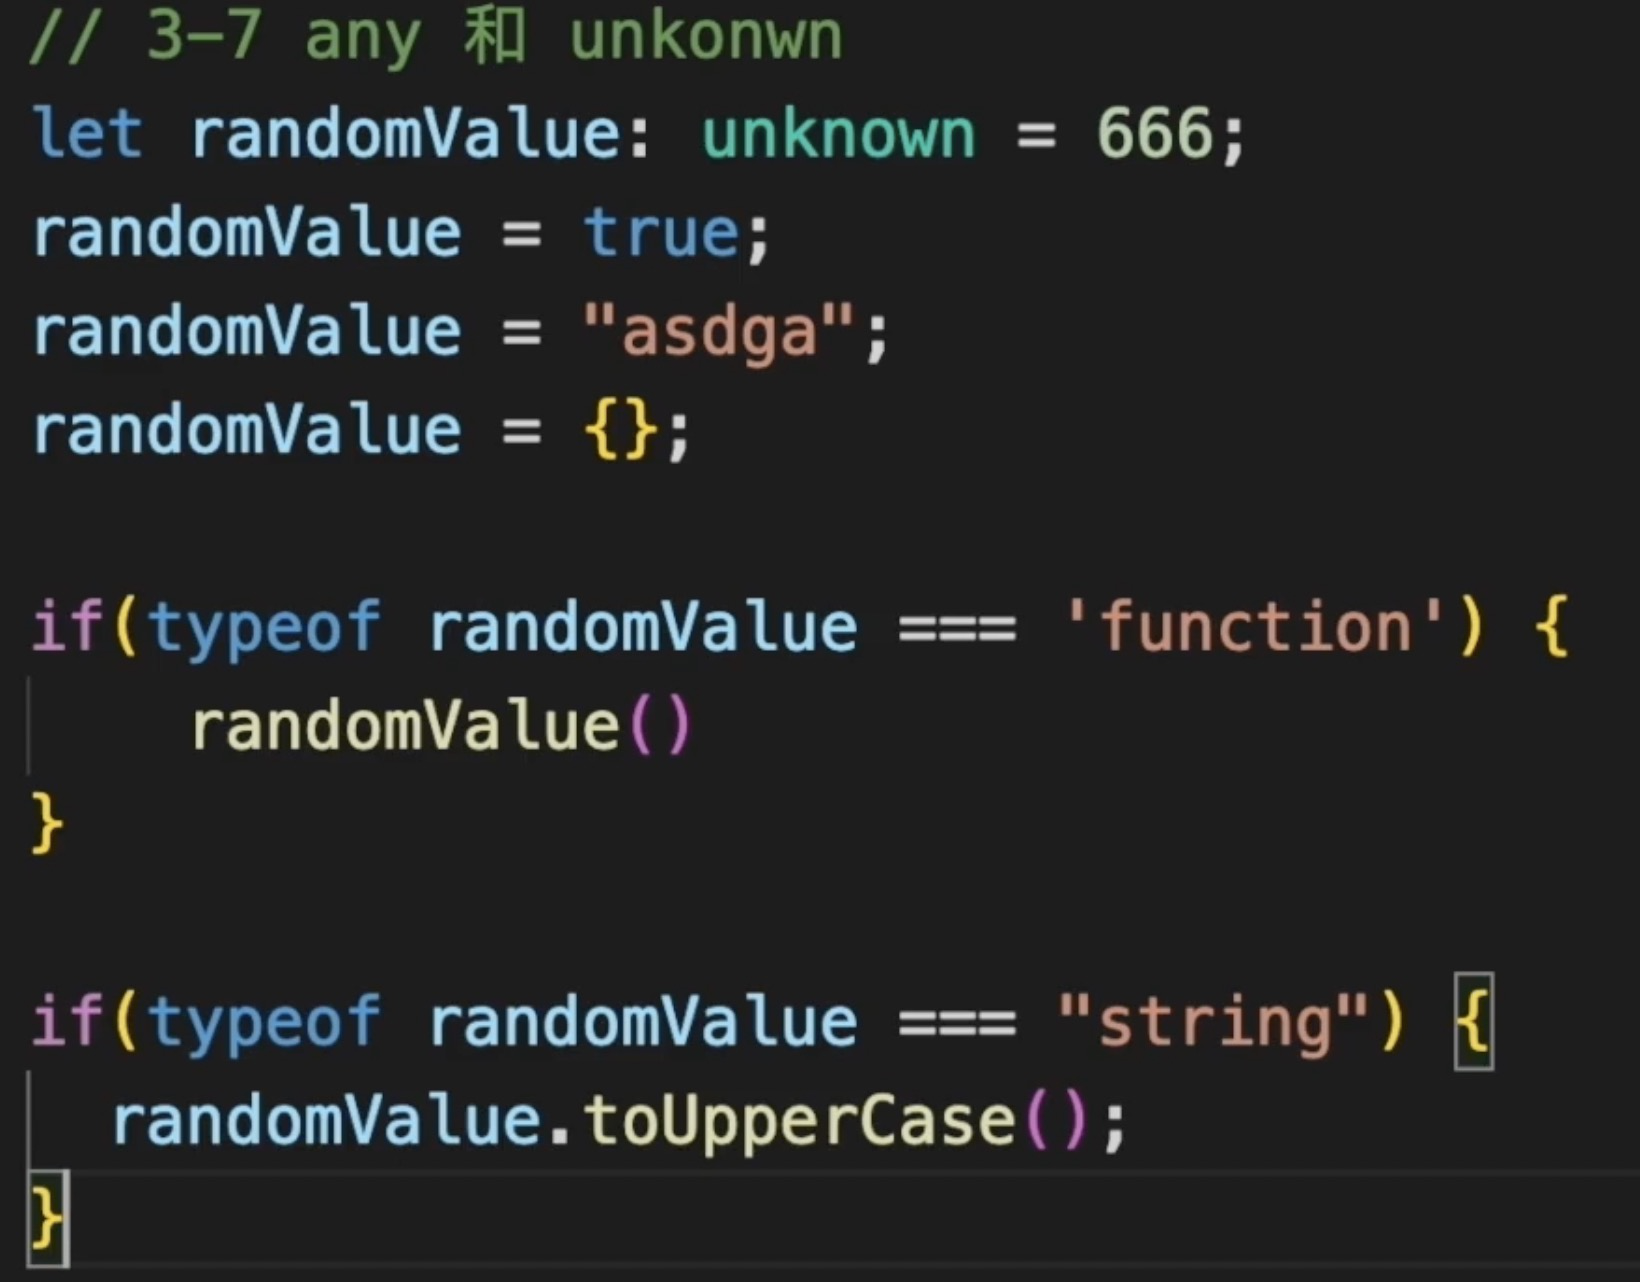 // 3-7 any 和 unkonwn
let randomValue: unknown = 666;
randomValue = true;
randomValue = "asdga";
randomValue = {};
if(typeof randomValue === 'function') {
randomValue()
}
if(typeof randomValue === "string") {
randomValue.toUpperCase();
}